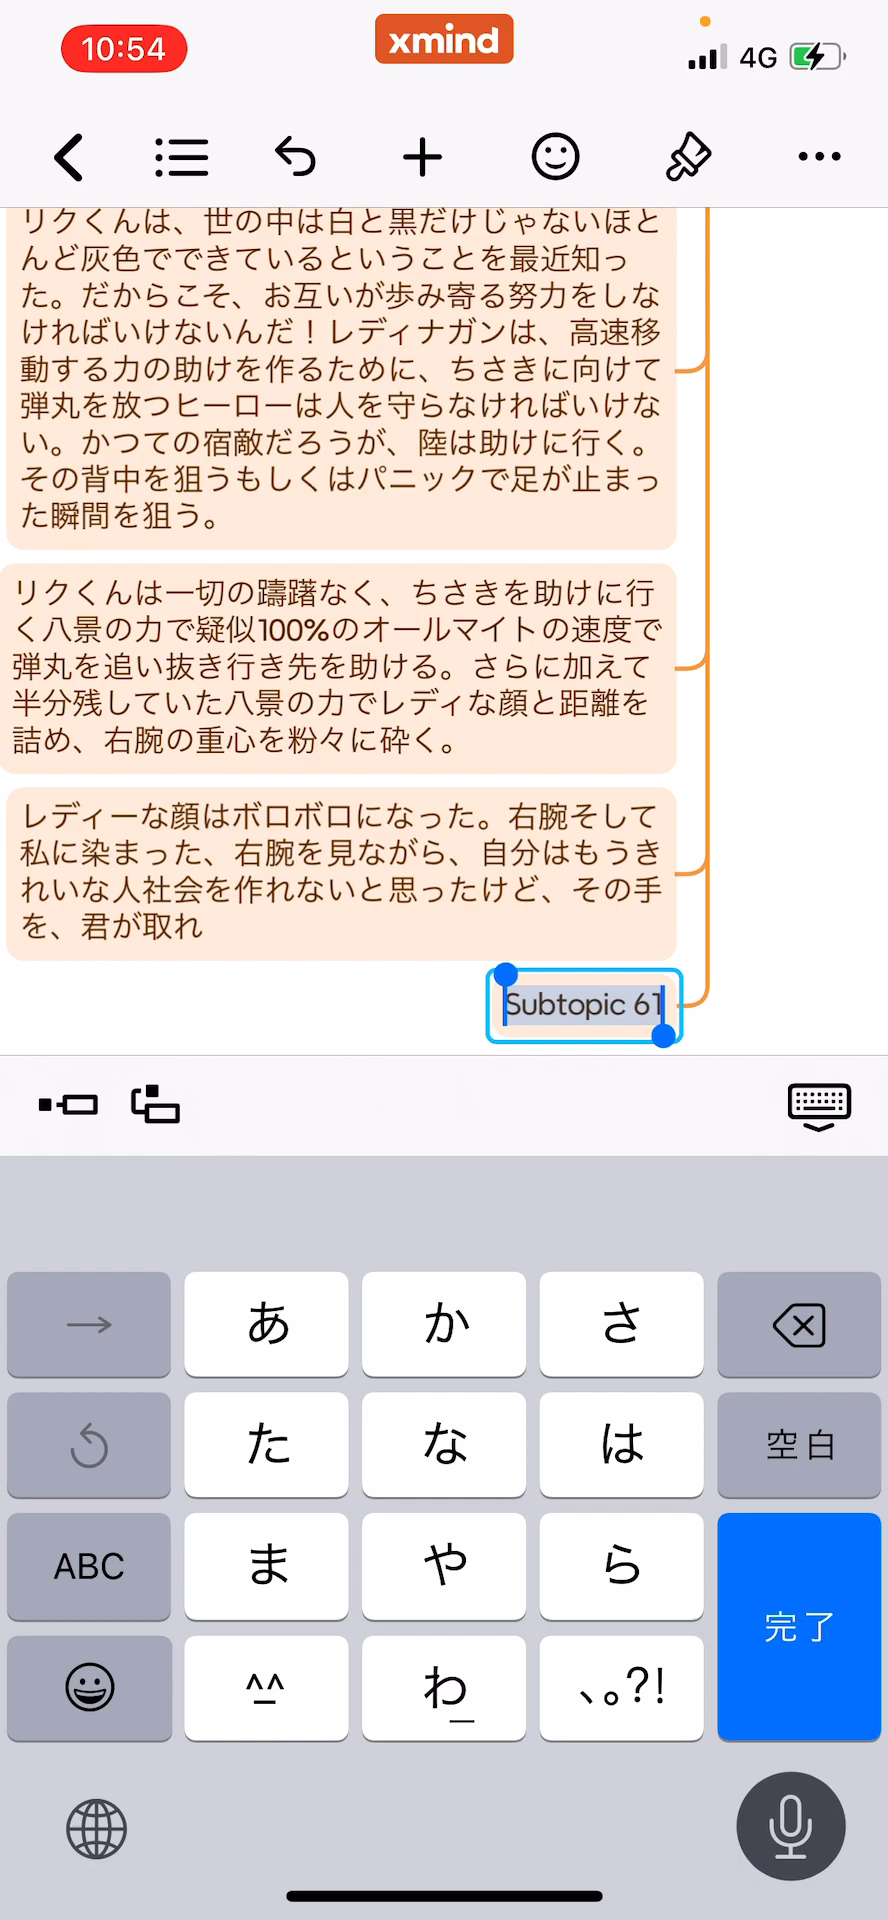 10:54
xmind
4G
リクくんは、世の中は白と黒だけじゃないほと
んど灰色でできているということを最近知っ
た。だからこそ、お互いが歩み寄る努力をしな
ければいけないんだ！レディナガンは、高速移
動する力の助けを作るために、ちさきに向けて
弾丸を放つヒーローは人を守らなければいけな
い。かつての宿敵だろうが、陸は助けに行く。
その背中を狙うもしくはパニックで足が止まっ
た瞬間を狙う。
リクくんは一切の躊躇なく、ちさきを助けに行
く八景の力で疑似100%のオールマイトの速度で
弾丸を追い抜き行き先を助ける。さらに加えて
半分残していた八景の力でレディな顔と距離を
詰め、右腕の重心を粉々に砕く。
レディーな顔はボロボロになった。右腕そして
私に染まった、右腕を見ながら、自分はもうき
れいな人社会を作れないと思ったけど、その手
を、君が取れ
Subtopic 61
→ あ か さ
た な は 空白
ABC ま や ら
完了
^^ わ 、。?!